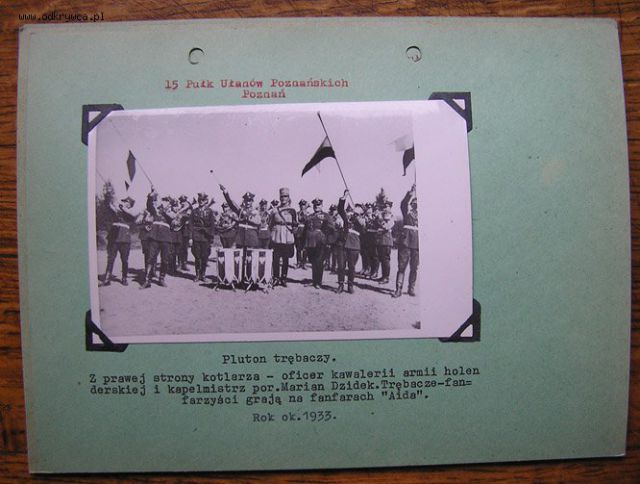 www.odkrywca.pl
15 Pułk Ułanów Poznańskich
Poznań
Pluton trębaczy.
Z prawej strony kotlarza - oficer kawalerii armii holen
derskiej i kapelmistrz por.Marian Dzidek.Trębacze-fan=
farzyści grają na fanfarach "Aida".
Rok ok.1933.